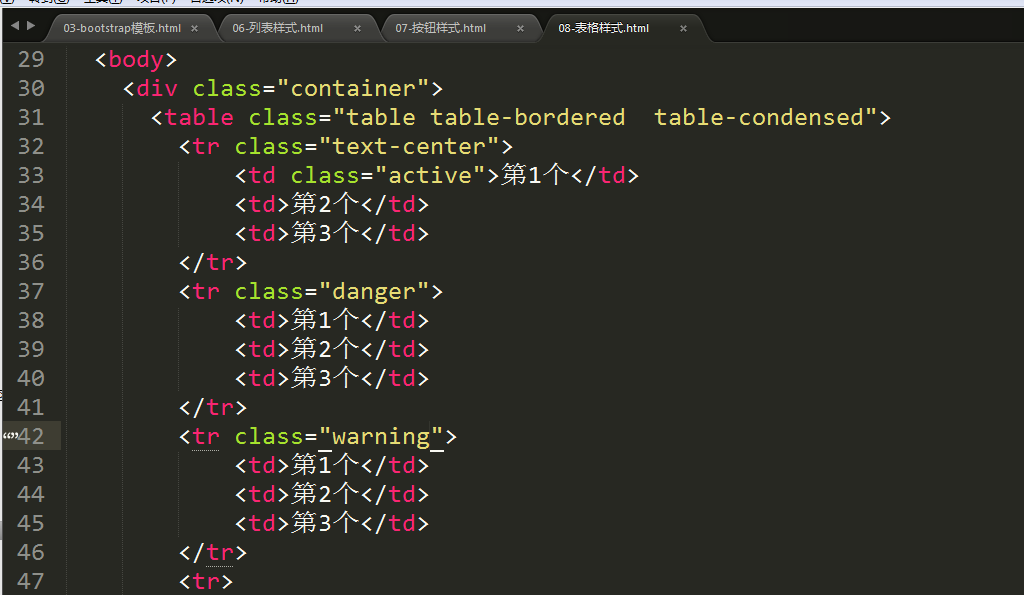 03-bootstrap模板.html × 06-列表样式.html × 07-按钮样式.html × 08-表格样式.html ×
29 <body>
30 <div class="container">
31 <table class="table table-bordered  table-condensed">
32 <tr class="text-center">
33 <td class="active">第1个</td>
34 <td>第2个</td>
35 <td>第3个</td>
36 </tr>
37 <tr class="danger">
38 <td>第1个</td>
39 <td>第2个</td>
40 <td>第3个</td>
41 </tr>
42 <tr class="warning">
43 <td>第1个</td>
44 <td>第2个</td>
45 <td>第3个</td>
46 </tr>
47 <tr>